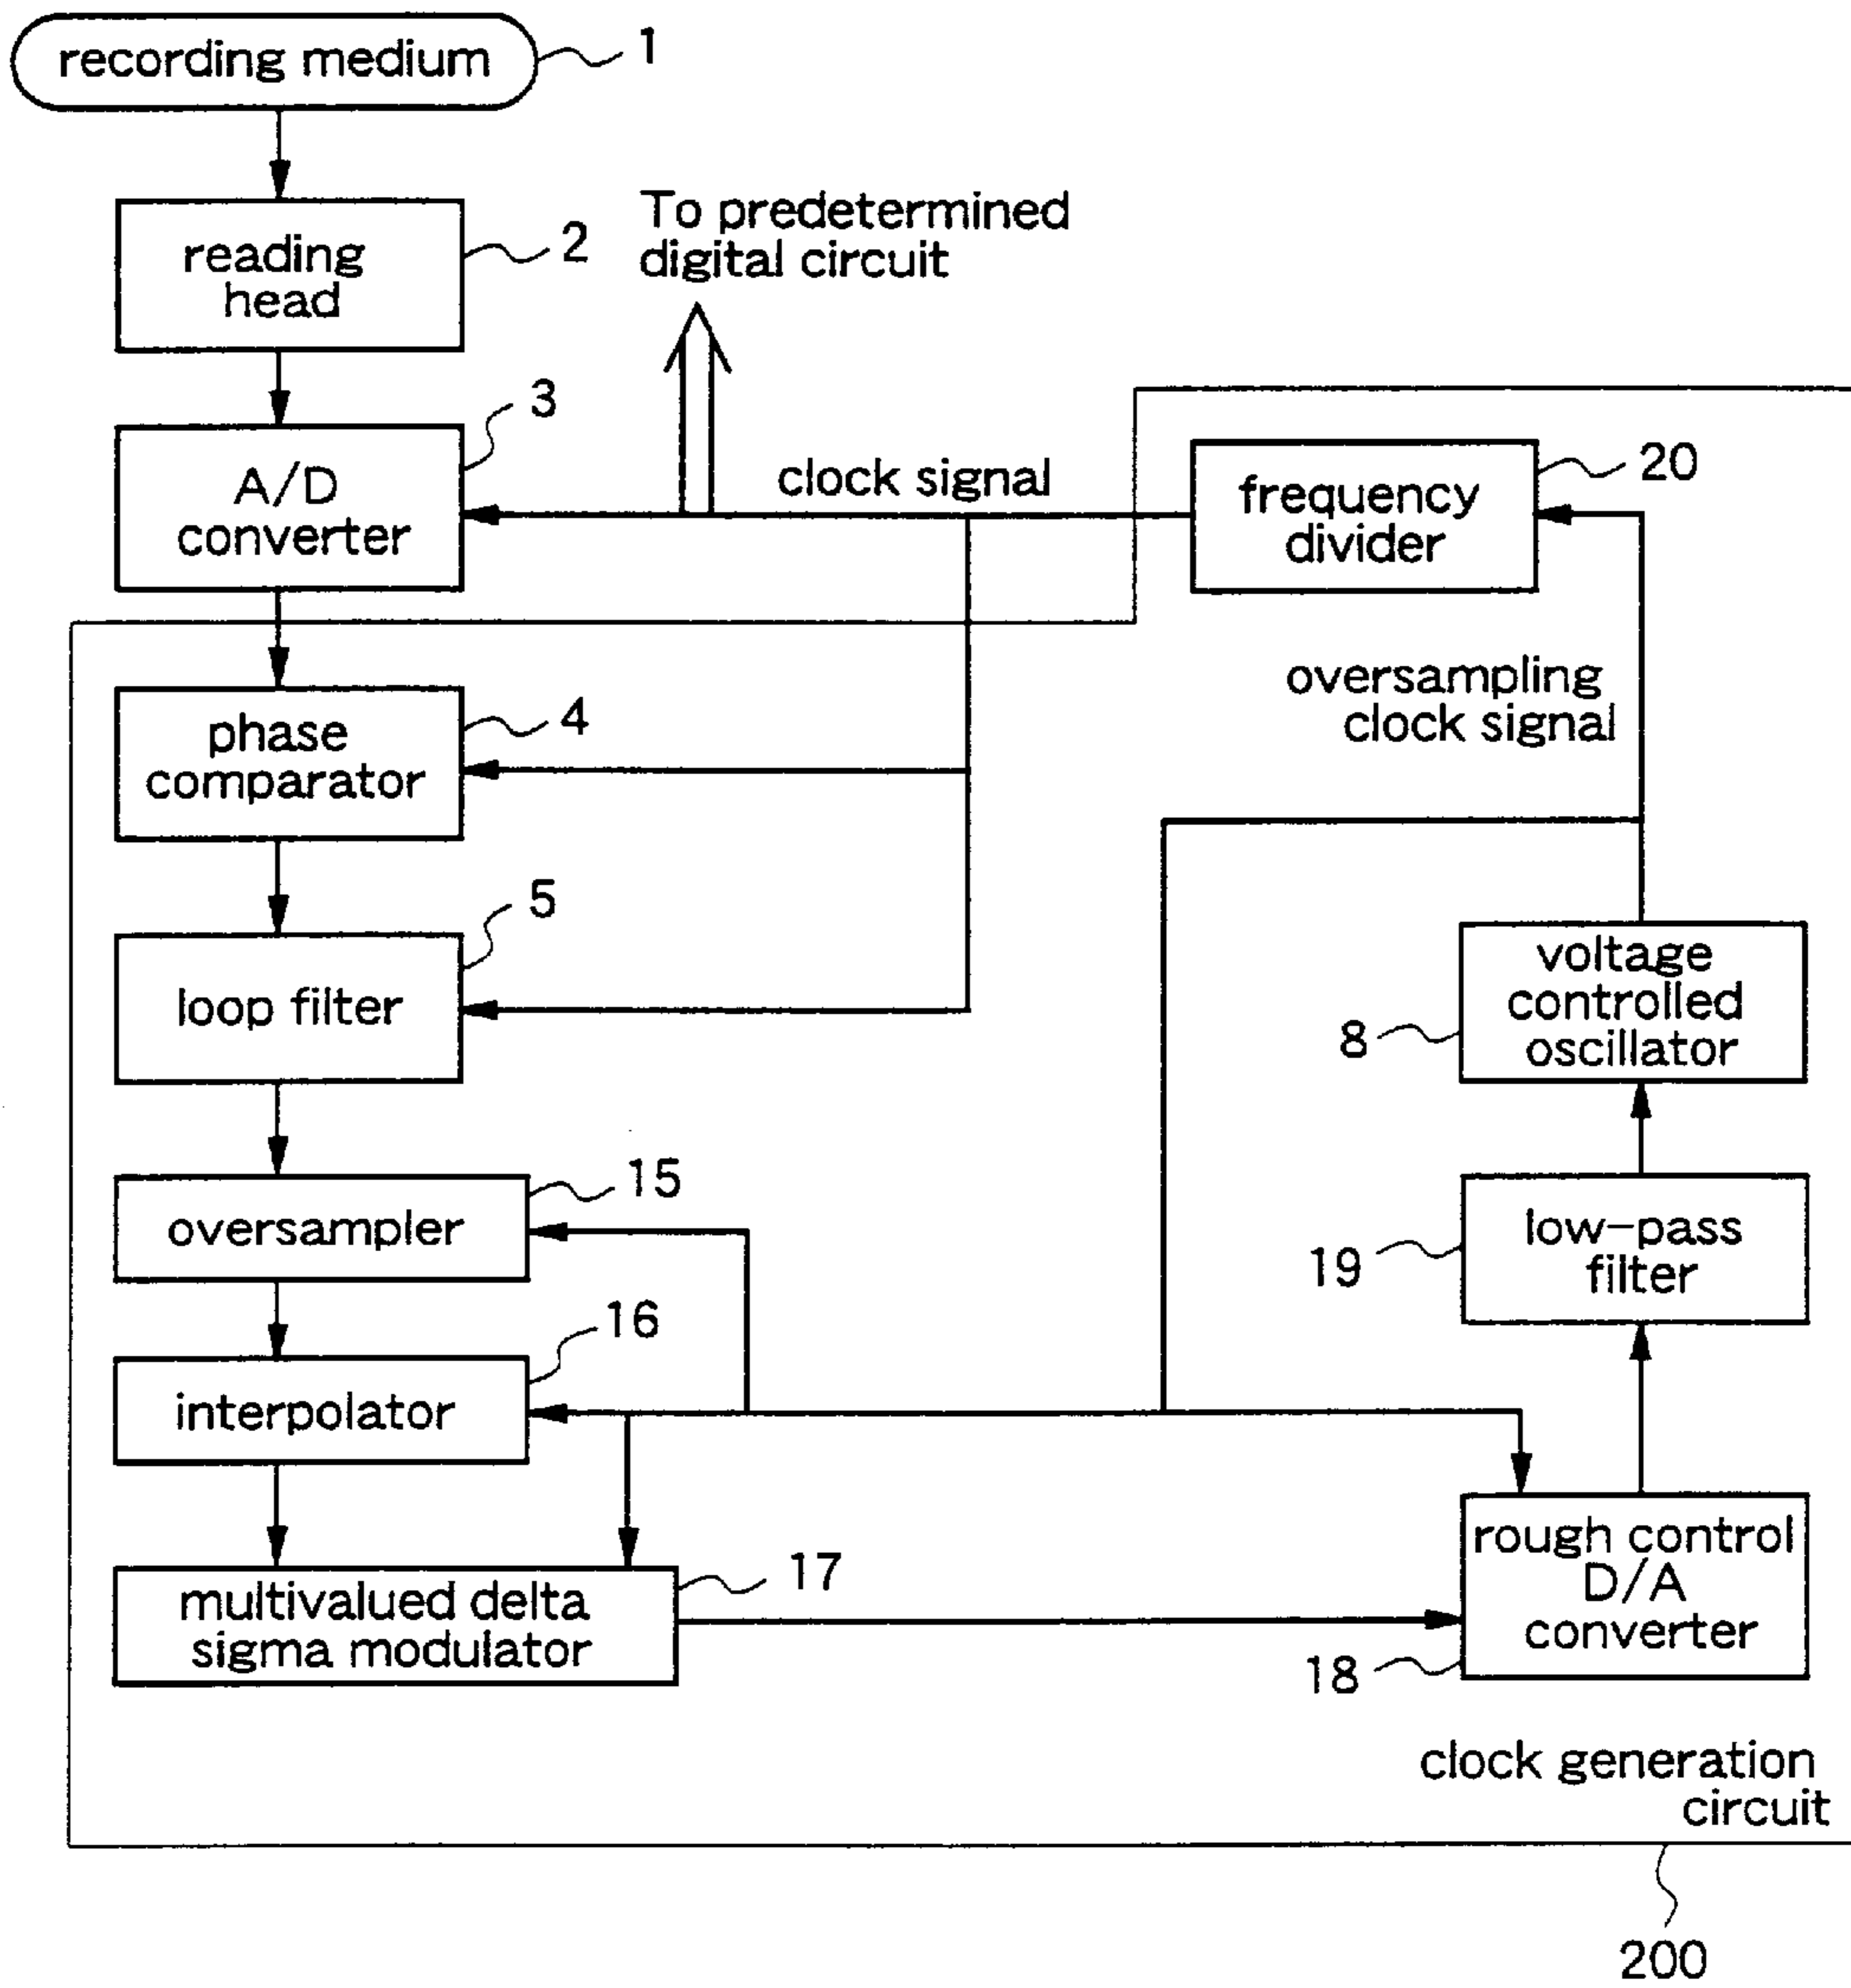 recording medium
1
reading
head
2
To predetermined
digital circuit
A/D
converter
3
clock signal
frequency
divider
20
phase
comparator
4
oversampling
clock signal
loop filter
5
voltage
controlled
oscillator
8
oversampler
15
low-pass
filter
19
interpolator
16
multivalued delta
sigma modulator
17
rough control
D/A
converter
18
clock generation
circuit
200